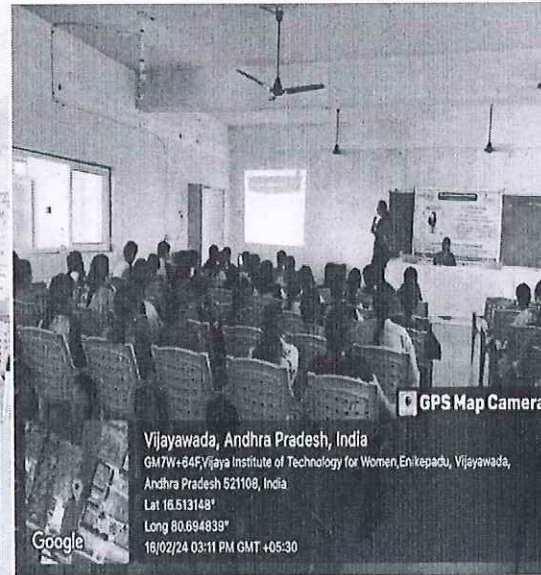 GPS Map Camera
Vijayawada, Andhra Pradesh, India
GM7W+64F,Vijaya Institute of Technology for Women,Enikepadu, Vijayawada,
Andhra Pradesh 521108, India
Lat 16.513148°
Long 80.694839°
16/02/24 03:11 PM GMT +05:30
Google